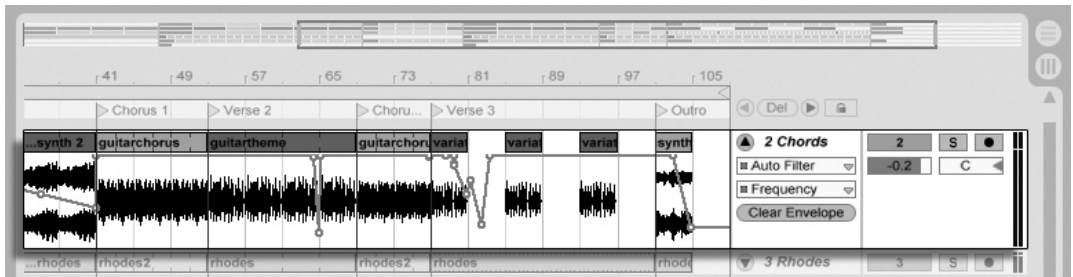 41 49 57 65 73 81 89 97 105
Chorus 1 Verse 2 Choru... Verse 3 Outro Del
...synth 2 guitarchorus guitartheme guitarchoru variat variat variat synth 2 Chords 2 S
Auto Filter -0.2 C
Frequency
Clear Envelope
...rhodes rhodes2 rhodes rhodes2 rhodes rhode 3 Rhodes 3 S